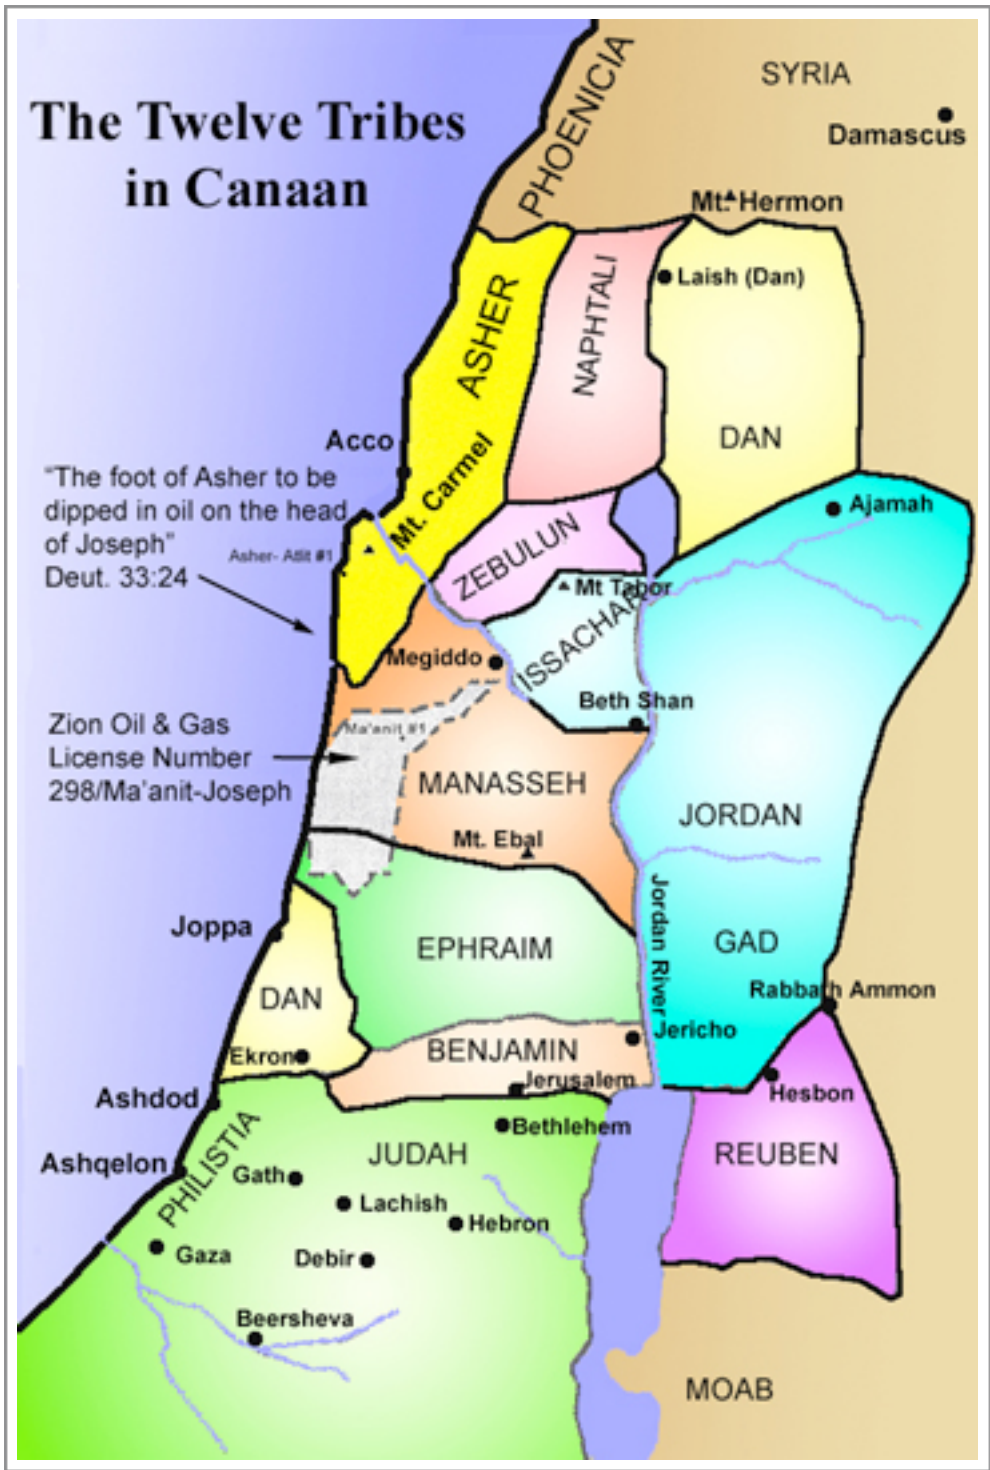 The Twelve Tribes
in Canaan
PHOENICIA
SYRIA
Damascus
Mt. Hermon
ASHER
NAPHTALI
Laish (Dan)
DAN
Acco
Mt. Carmel
"The foot of Asher to be
dipped in oil on the head
of Joseph"
Deut. 33:24
Asher- Atlit #1
Ajamah
ZEBULUN
Mt Tabor
ISSACHAR
Megiddo
Beth Shan
Zion Oil & Gas
License Number
298/Ma'anit-Joseph
Ma'anit #1
MANASSEH
JORDAN
Mt. Ebal
Jordan River
Joppa
EPHRAIM
GAD
DAN
Rabbath Ammon
Jericho
Ekron
BENJAMIN
Jerusalem
Hesbon
Ashdod
Bethlehem
PHILISTIA
JUDAH
REUBEN
Ashqelon
Gath
Lachish
Hebron
Gaza
Debir
Beersheva
MOAB